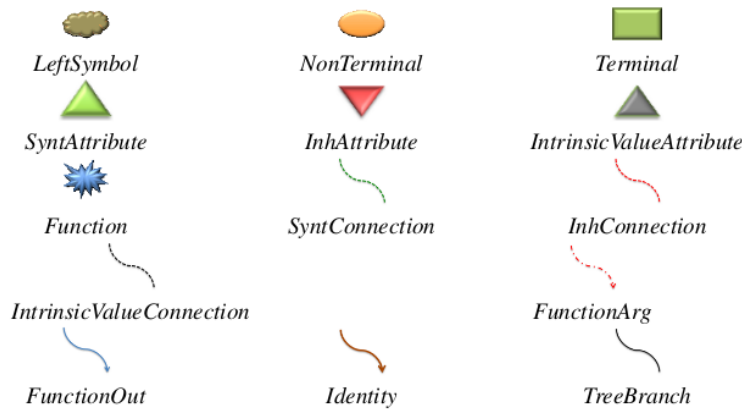 LeftSymbol NonTerminal Terminal
SyntAttribute InhAttribute IntrinsicValueAttribute
Function SyntConnection InhConnection
IntrinsicValueConnection FunctionArg
FunctionOut Identity TreeBranch